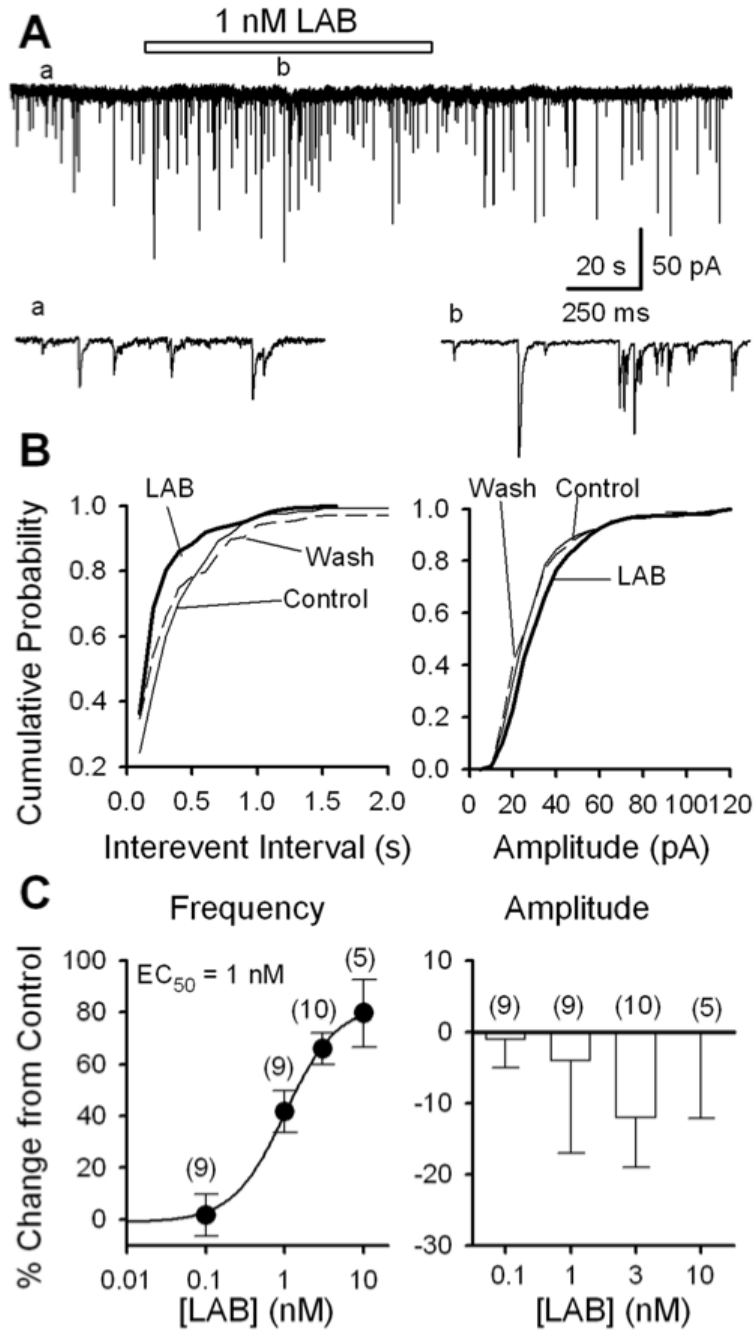 A
1 nM LAB
a
b
20 s
50 pA
250 ms
a
b
B
Cumulative Probability
1.0
0.8
0.6
0.4
0.2
0.0
0.5
1.0
1.5
2.0
LAB
Wash
Control
Interevent Interval (s)
1.0
0.8
0.6
0.4
0.2
0.0
0
20
40
60
80
100
120
Wash
Control
LAB
Amplitude (pA)
C
Frequency
Amplitude
% Change from Control
100
80
60
40
20
0
EC50 = 1 nM
(9)
(9)
(10)
(5)
0.01
0.1
1
10
[LAB] (nM)
10
0
-10
-20
-30
(9)
(9)
(10)
(5)
0.1
1
3
10
[LAB] (nM)